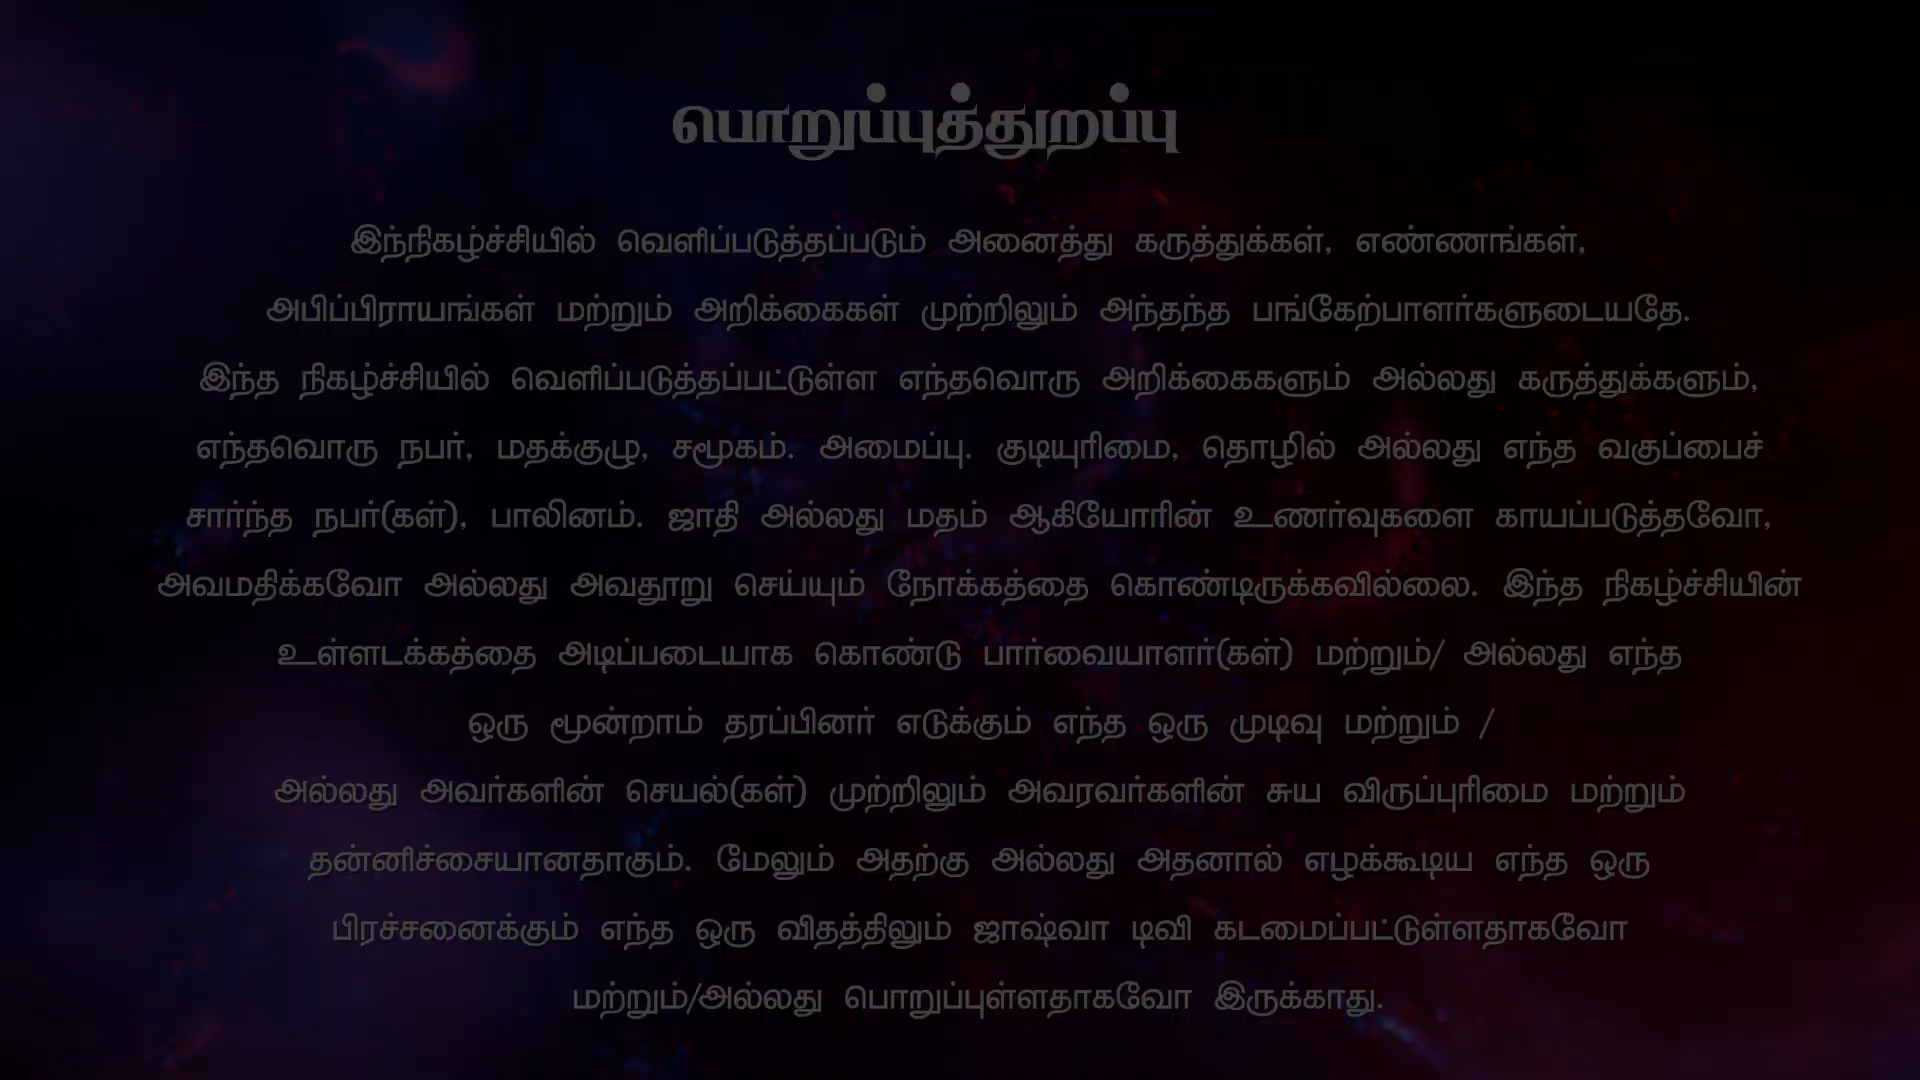 பொறுப்புத்துறப்பு
இந்நிகழ்ச்சியில் வெளிப்படுத்தப்படும் அனைத்து கருத்துக்கள், எண்ணங்கள்,
அபிப்பிராயங்கள் மற்றும் அறிக்கைகள் முற்றிலும் அந்தந்த பங்கேற்பாளர்களுடையதே.
இந்த நிகழ்ச்சியில் வெளிப்படுத்தப்பட்டுள்ள எந்தவொரு அறிக்கைகளும் அல்லது கருத்துக்களும்,
எந்தவொரு நபர், மதக்குழு, சமூகம். அமைப்பு. குடியுரிமை, தொழில் அல்லது எந்த வகுப்பைச்
சார்ந்த நபர்(கள்), பாலினம். ஜாதி அல்லது மதம் ஆகியோரின் உணர்வுகளை காயப்படுத்தவோ,
அவமதிக்கவோ அல்லது அவதூறு செய்யும் நோக்கத்தை கொண்டிருக்கவில்லை. இந்த நிகழ்ச்சியின்
உள்ளடக்கத்தை அடிப்படையாக கொண்டு பார்வையாளர்(கள்) மற்றும்/ அல்லது எந்த
ஒரு மூன்றாம் தரப்பினர் எடுக்கும் எந்த ஒரு முடிவு மற்றும் /
அல்லது அவர்களின் செயல்(கள்) முற்றிலும் அவரவர்களின் சுய விருப்புரிமை மற்றும்
தன்னிச்சையானதாகும். மேலும் அதற்கு அல்லது அதனால் எழக்கூடிய எந்த ஒரு
பிரச்சனைக்கும் எந்த ஒரு விதத்திலும் ஜாஷ்வா டிவி கடமைப்பட்டுள்ளதாகவோ
மற்றும்/அல்லது பொறுப்புள்ளதாகவோ இருக்காது.